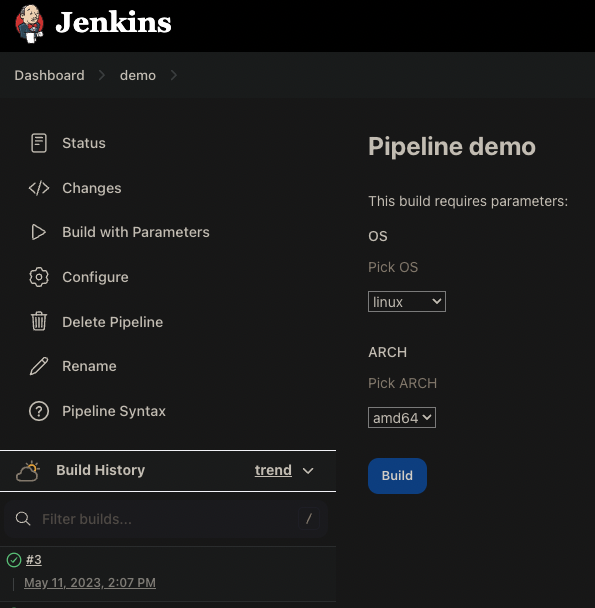 Jenkins
Dashboard
demo
Status
Changes
Build with Parameters
Configure
Delete Pipeline
Rename
Pipeline Syntax
Build History
trend
Filter builds...
/
#3
May 11, 2023, 2:07 PM
Pipeline demo
This build requires parameters:
OS
Pick OS
linux
ARCH
Pick ARCH
amd64
Build